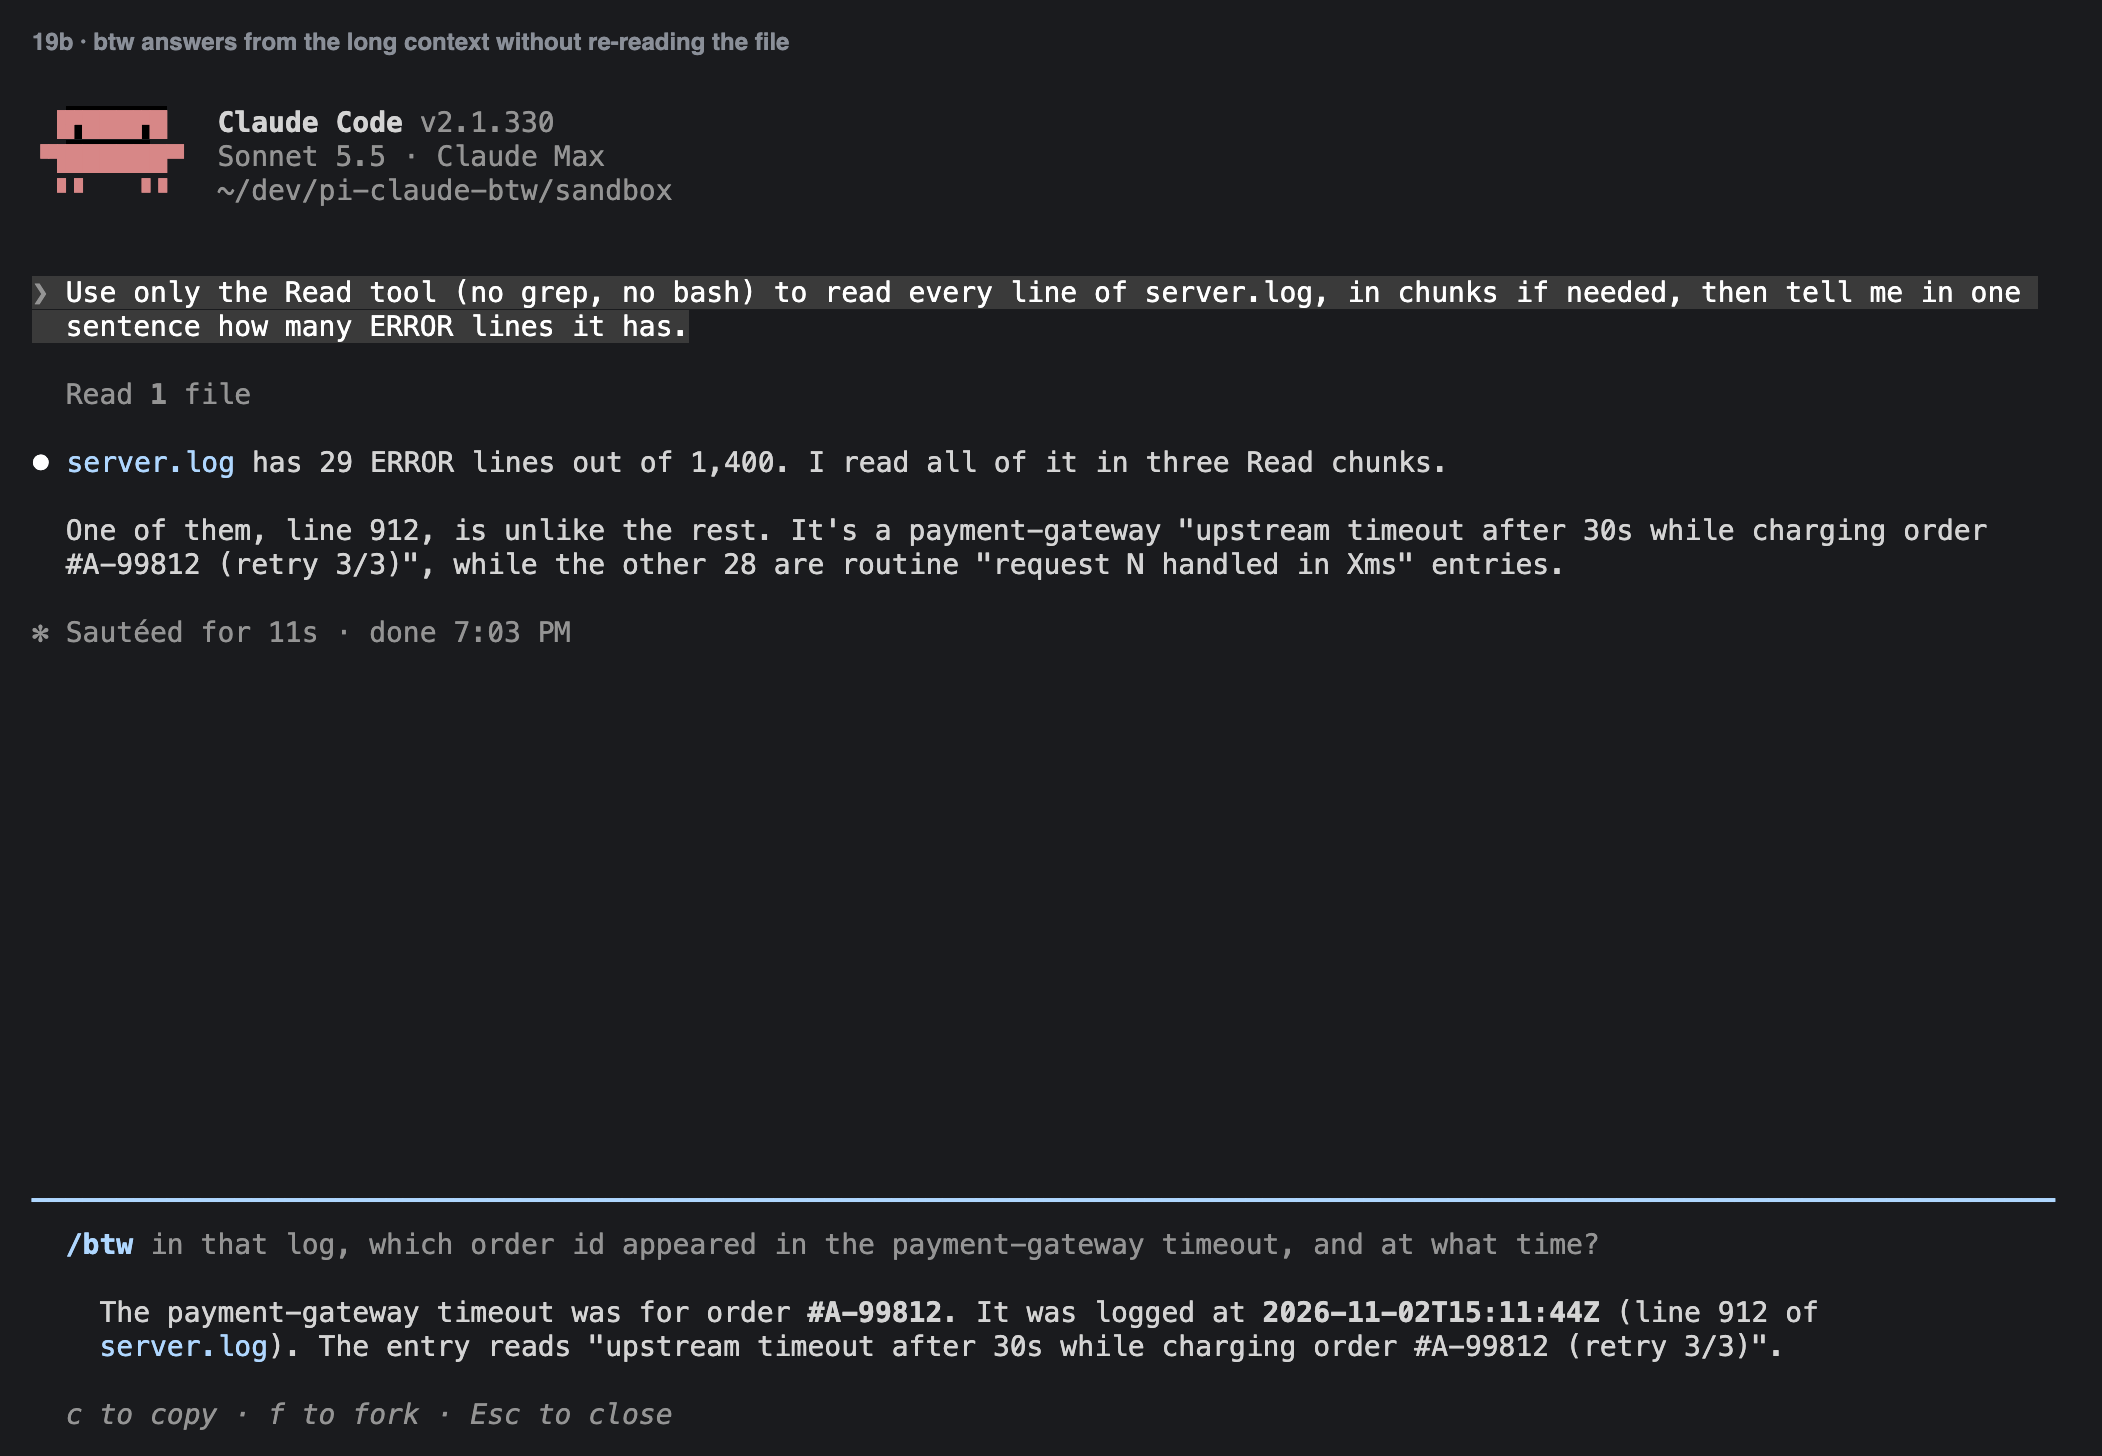 19b · btw answers from the long context without re-reading the file
Claude Code v2.1.330
Sonnet 5.5 · Claude Max
~/dev/pi-claude-btw/sandbox
❯ Use only the Read tool (no grep, no bash) to read every line of server.log, in chunks if needed, then tell me in one
sentence how many ERROR lines it has.
Read 1 file
● server.log has 29 ERROR lines out of 1,400. I read all of it in three Read chunks.
One of them, line 912, is unlike the rest. It's a payment-gateway "upstream timeout after 30s while charging order
#A-99812 (retry 3/3)", while the other 28 are routine "request N handled in Xms" entries.
✻ Sautéed for 11s · done 7:03 PM
/btw in that log, which order id appeared in the payment-gateway timeout, and at what time?
The payment-gateway timeout was for order #A-99812. It was logged at 2026-11-02T15:11:44Z (line 912 of
server.log). The entry reads "upstream timeout after 30s while charging order #A-99812 (retry 3/3)".
c to copy · f to fork · Esc to close